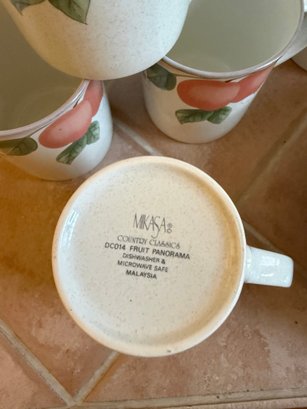 MIKASA®
COUNTRY CLASSICS
DC014 FRUIT PANORAMA
DISHWASHER &
MICROWAVE SAFE
MALAYSIA